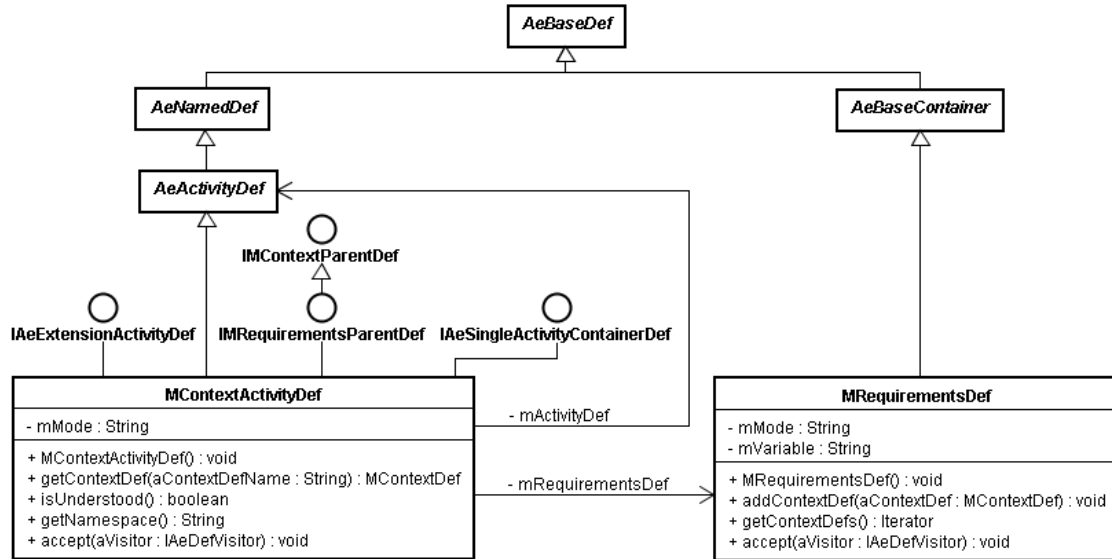 AeBaseDef
AeNamedDef
AeBaseContainer
AeActivityDef
IMContextParentDef
IAeExtensionActivityDef
IMRequirementsParentDef
IAeSingleActivityContainerDef
MContextActivityDef
- mMode : String
+ MContextActivityDef() : void
+ getContextDef(aContextDefName : String) : MContextDef
+ isUnderstood() : boolean
+ getNamespace() : String
+ accept(aVisitor : IAeDefVisitor) : void
- mActivityDef
- mRequirementsDef
MRequirementsDef
- mMode : String
- mVariable : String
+ MRequirementsDef() : void
+ addContextDef(aContextDef : MContextDef) : void
+ getContextDefs() : Iterator
+ accept(aVisitor : IAeDefVisitor) : void